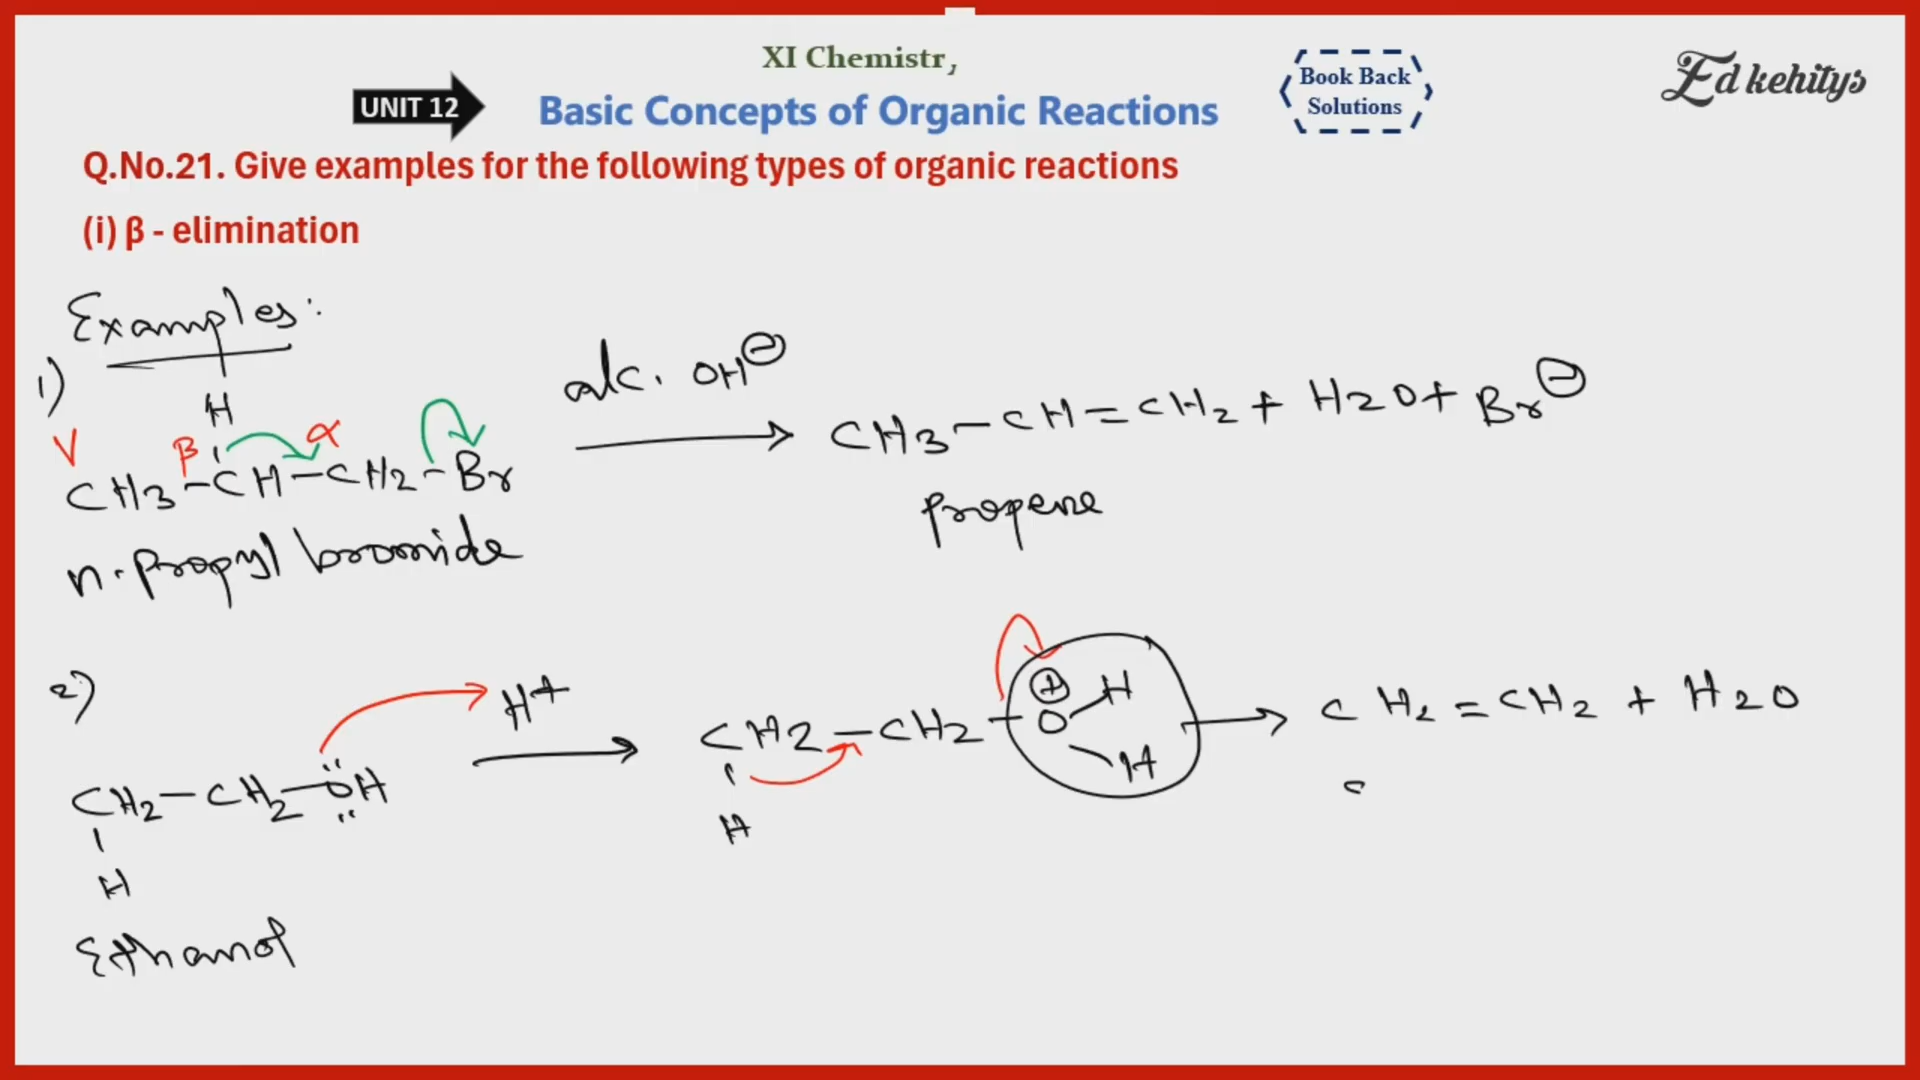 XI Chemistr,
UNIT 12
Basic Concepts of Organic Reactions
Book Back
Solutions
Ed kehitys
Q.No.21. Give examples for the following types of organic reactions
(i) β - elimination
Examples:
1)
H
γ β α
CH3-CH-CH2-Br
alc. OH⊖
CH3-CH=CH2 + H2O + Br⊖
n-propyl bromide
propene
2)
CH2-CH2-OH
H
Ethanol
H+
CH2-CH2-O
⊕
H
H
H
CH2=CH2 + H2O